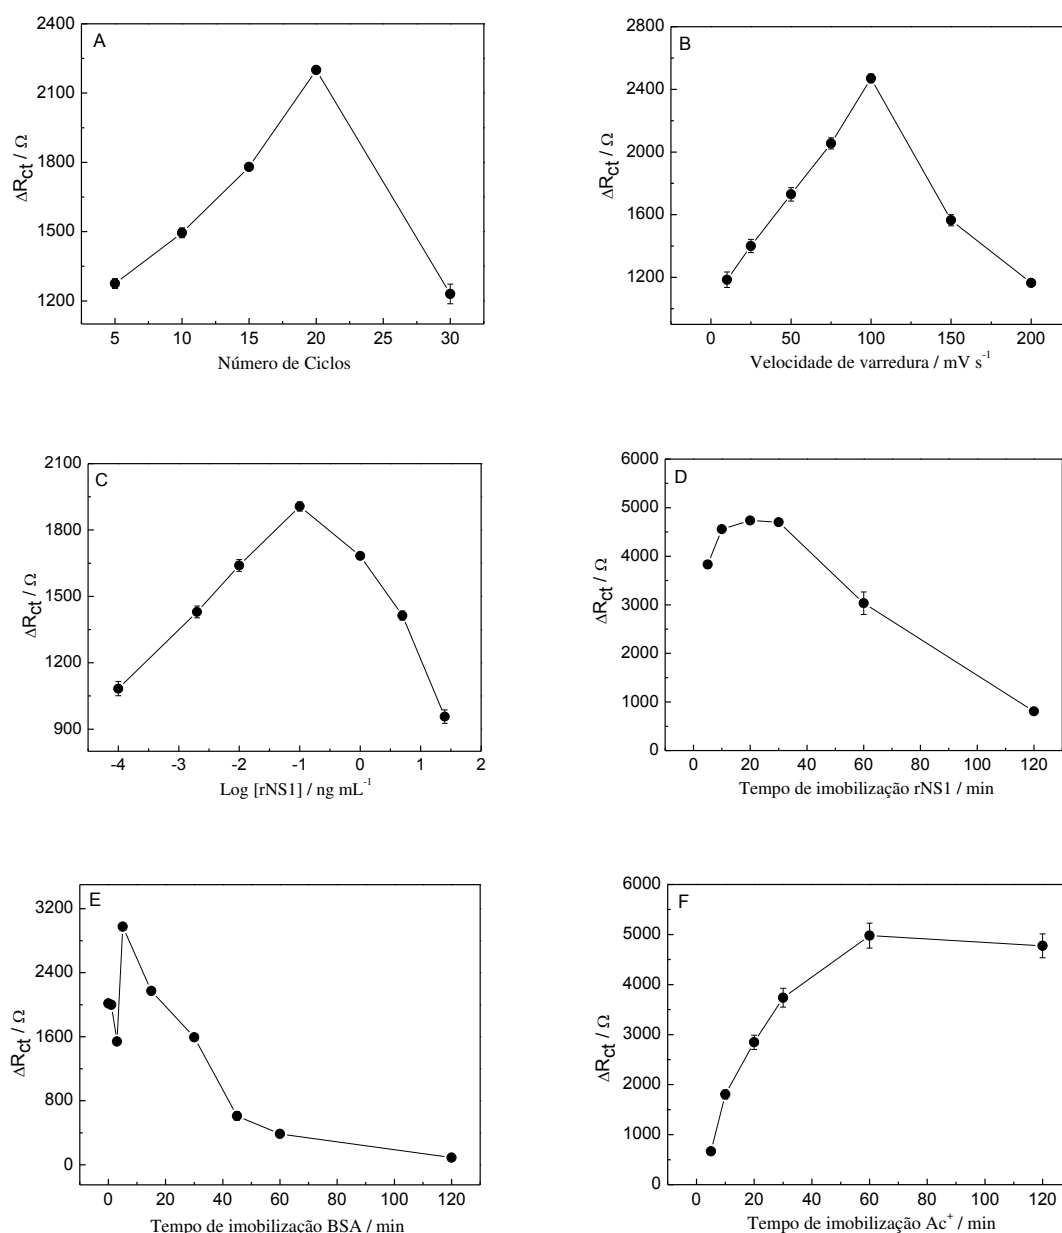 A
2400
2100
1800
1500
1200
ΔRct / Ω
5 10 15 20 25 30
Número de Ciclos
B
2800
2400
2000
1600
1200
ΔRct / Ω
0 50 100 150 200
Velocidade de varredura / mV s⁻¹
C
2100
1800
1500
1200
900
ΔRct / Ω
-4 -3 -2 -1 0 1 2
Log [rNS1] / ng mL⁻¹
D
6000
5000
4000
3000
2000
1000
0
ΔRct / Ω
0 20 40 60 80 100 120
Tempo de imobilização rNS1 / min
E
3200
2400
1600
800
0
ΔRct / Ω
0 20 40 60 80 100 120
Tempo de imobilização BSA / min
F
6000
5000
4000
3000
2000
1000
0
ΔRct / Ω
0 20 40 60 80 100 120
Tempo de imobilização Ac⁺ / min